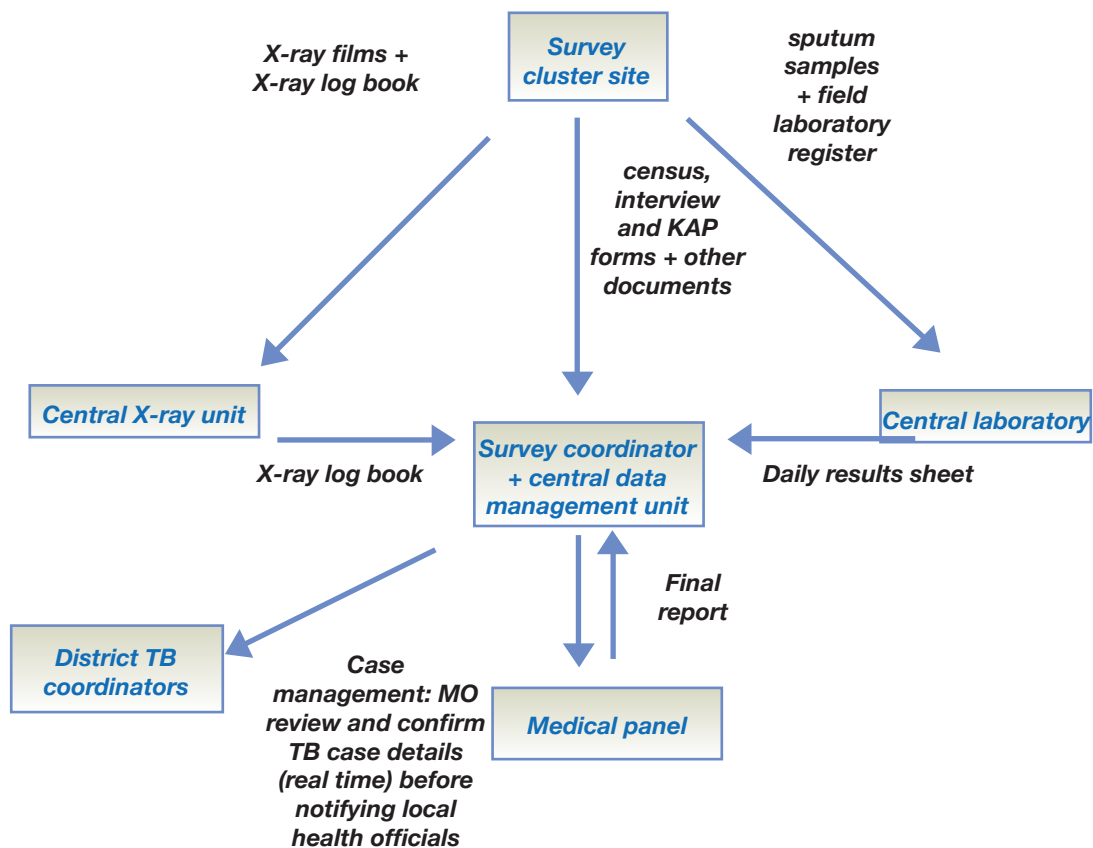 X-ray films +
X-ray log book
Survey
cluster site
sputum
samples
+ field
laboratory
register
census,
interview
and KAP
forms + other
documents
Central X-ray unit
Central laboratory
X-ray log book
Survey coordinator
+ central data
management unit
Daily results sheet
Final
report
District TB
coordinators
Case
management: MO
review and confirm
TB case details
(real time) before
notifying local
health officials
Medical panel